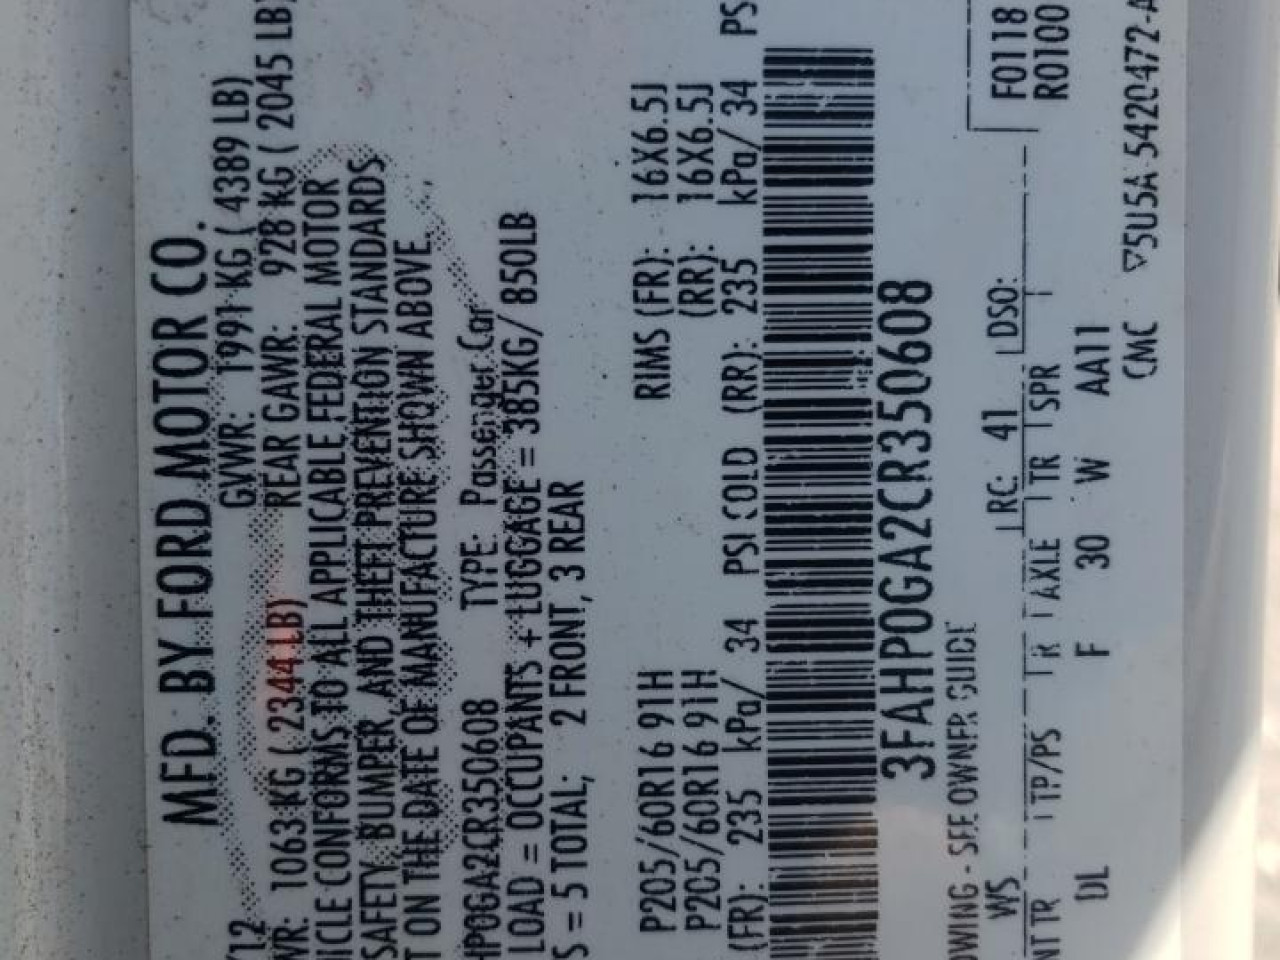 MFD. BY FORD MOTOR CO.
/12 GVWR: 1991 KG ( 4389 LB)
WR: 1063 KG ( 2344 LB) REAR GAWR: 928 KG ( 2045 LB)
ICLE CONFORMS TO ALL APPLICABLE FEDERAL MOTOR
SAFETY, BUMPER, AND THEFT PREVENTION STANDARDS
T ON THE DATE OF MANUFACTURE SHOWN ABOVE.
HP0GA2CR350608 TYPE: Passenger Car
LOAD = OCCUPANTS + LUGGAGE = 385KG/ 850LB
S = 5 TOTAL; 2 FRONT, 3 REAR
P205/60R16 91H RIMS (FR): 16X6.5J
P205/60R16 91H (RR): 16X6.5J
(FR): 235 kPa/ 34 PSI COLD (RR): 235 kPa/ 34 PS
3FAHP0GA2CR350608
OWING - SEE OWNER GUIDE
F0118
WS RC: 41 DSO: R0100
NT TR TP/PS R AXLE TR SPR
DL F 30 W AA11
CMC ▽5U5A 5420472-A